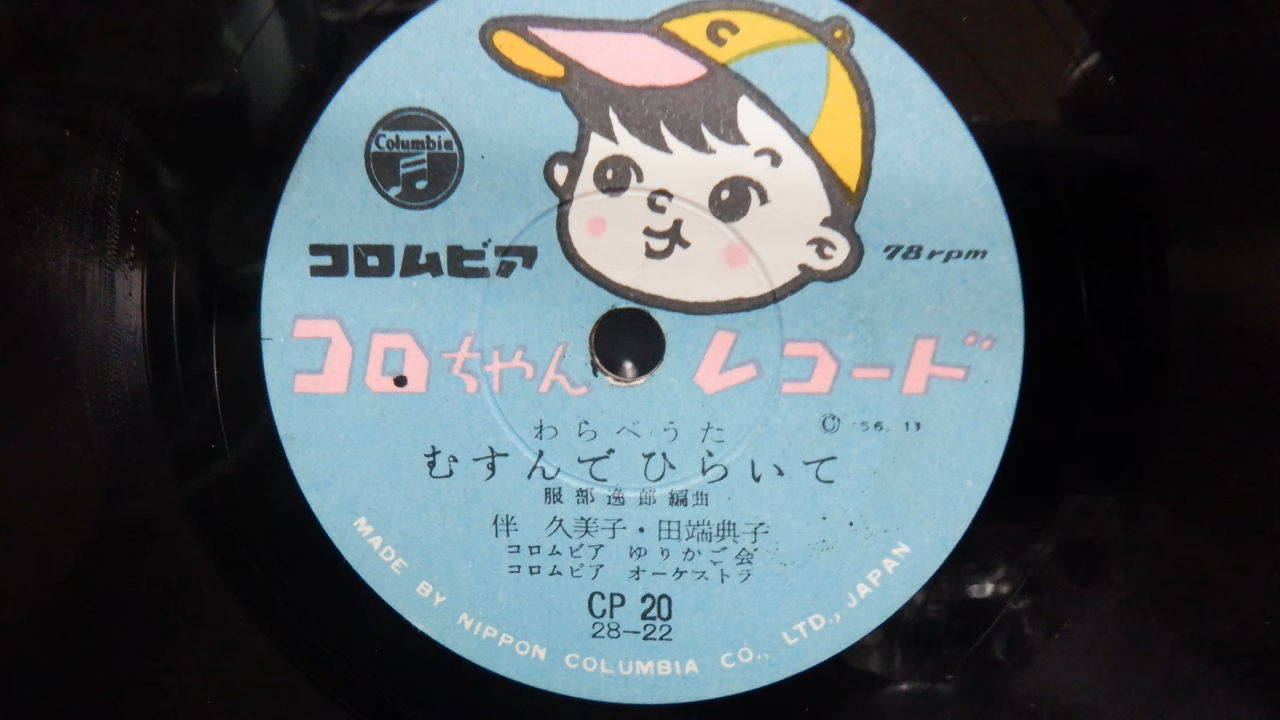 C
Columbia
コロムビア
78rpm
コロちゃん レコード
© '56. 11
わらべうた
むすんで ひらいて
服部逸郎編曲
伴 久美子・田端典子
コロムビア ゆりかご会
コロムビア オーケストラ
CP 20
28-22
MADE BY NIPPON COLUMBIA CO., LTD., JAPAN